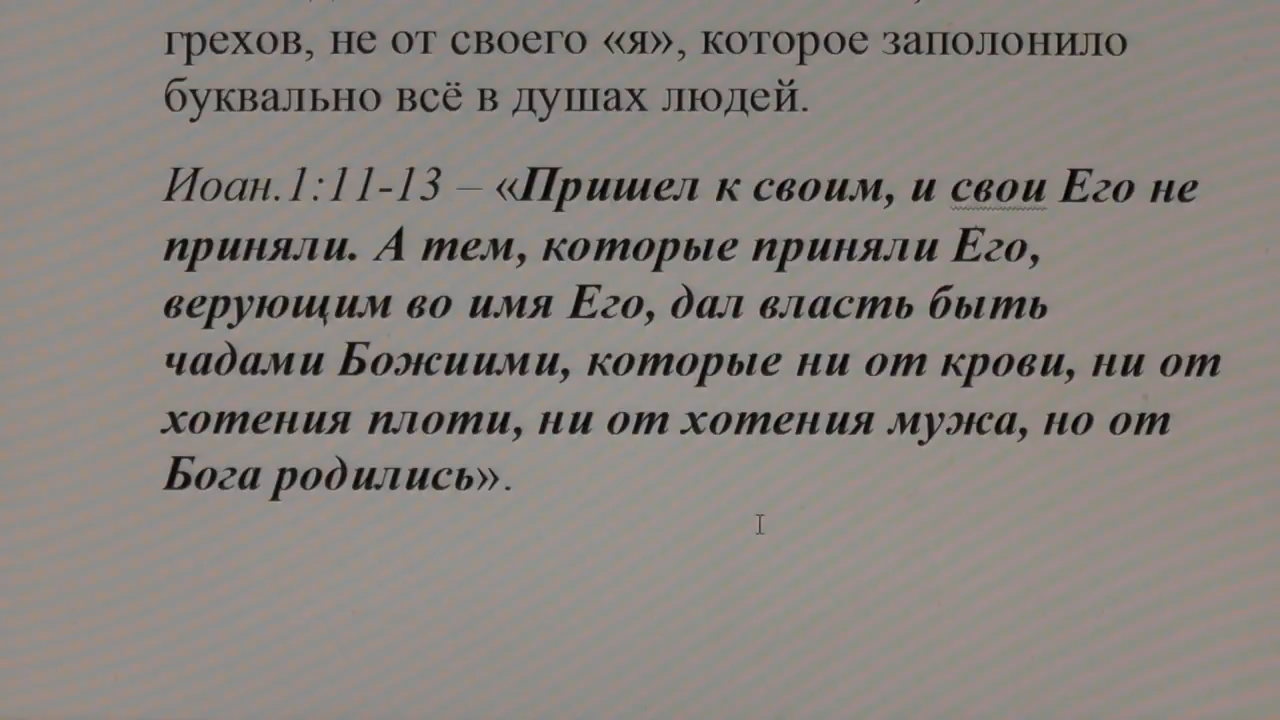 грехов, не от своего «я», которое заполонило
буквально всё в душах людей.
Иоан.1:11-13 – «Пришел к своим, и свои Его не
приняли. А тем, которые приняли Его,
верующим во имя Его, дал власть быть
чадами Божиими, которые ни от крови, ни от
хотения плоти, ни от хотения мужа, но от
Бога родились».